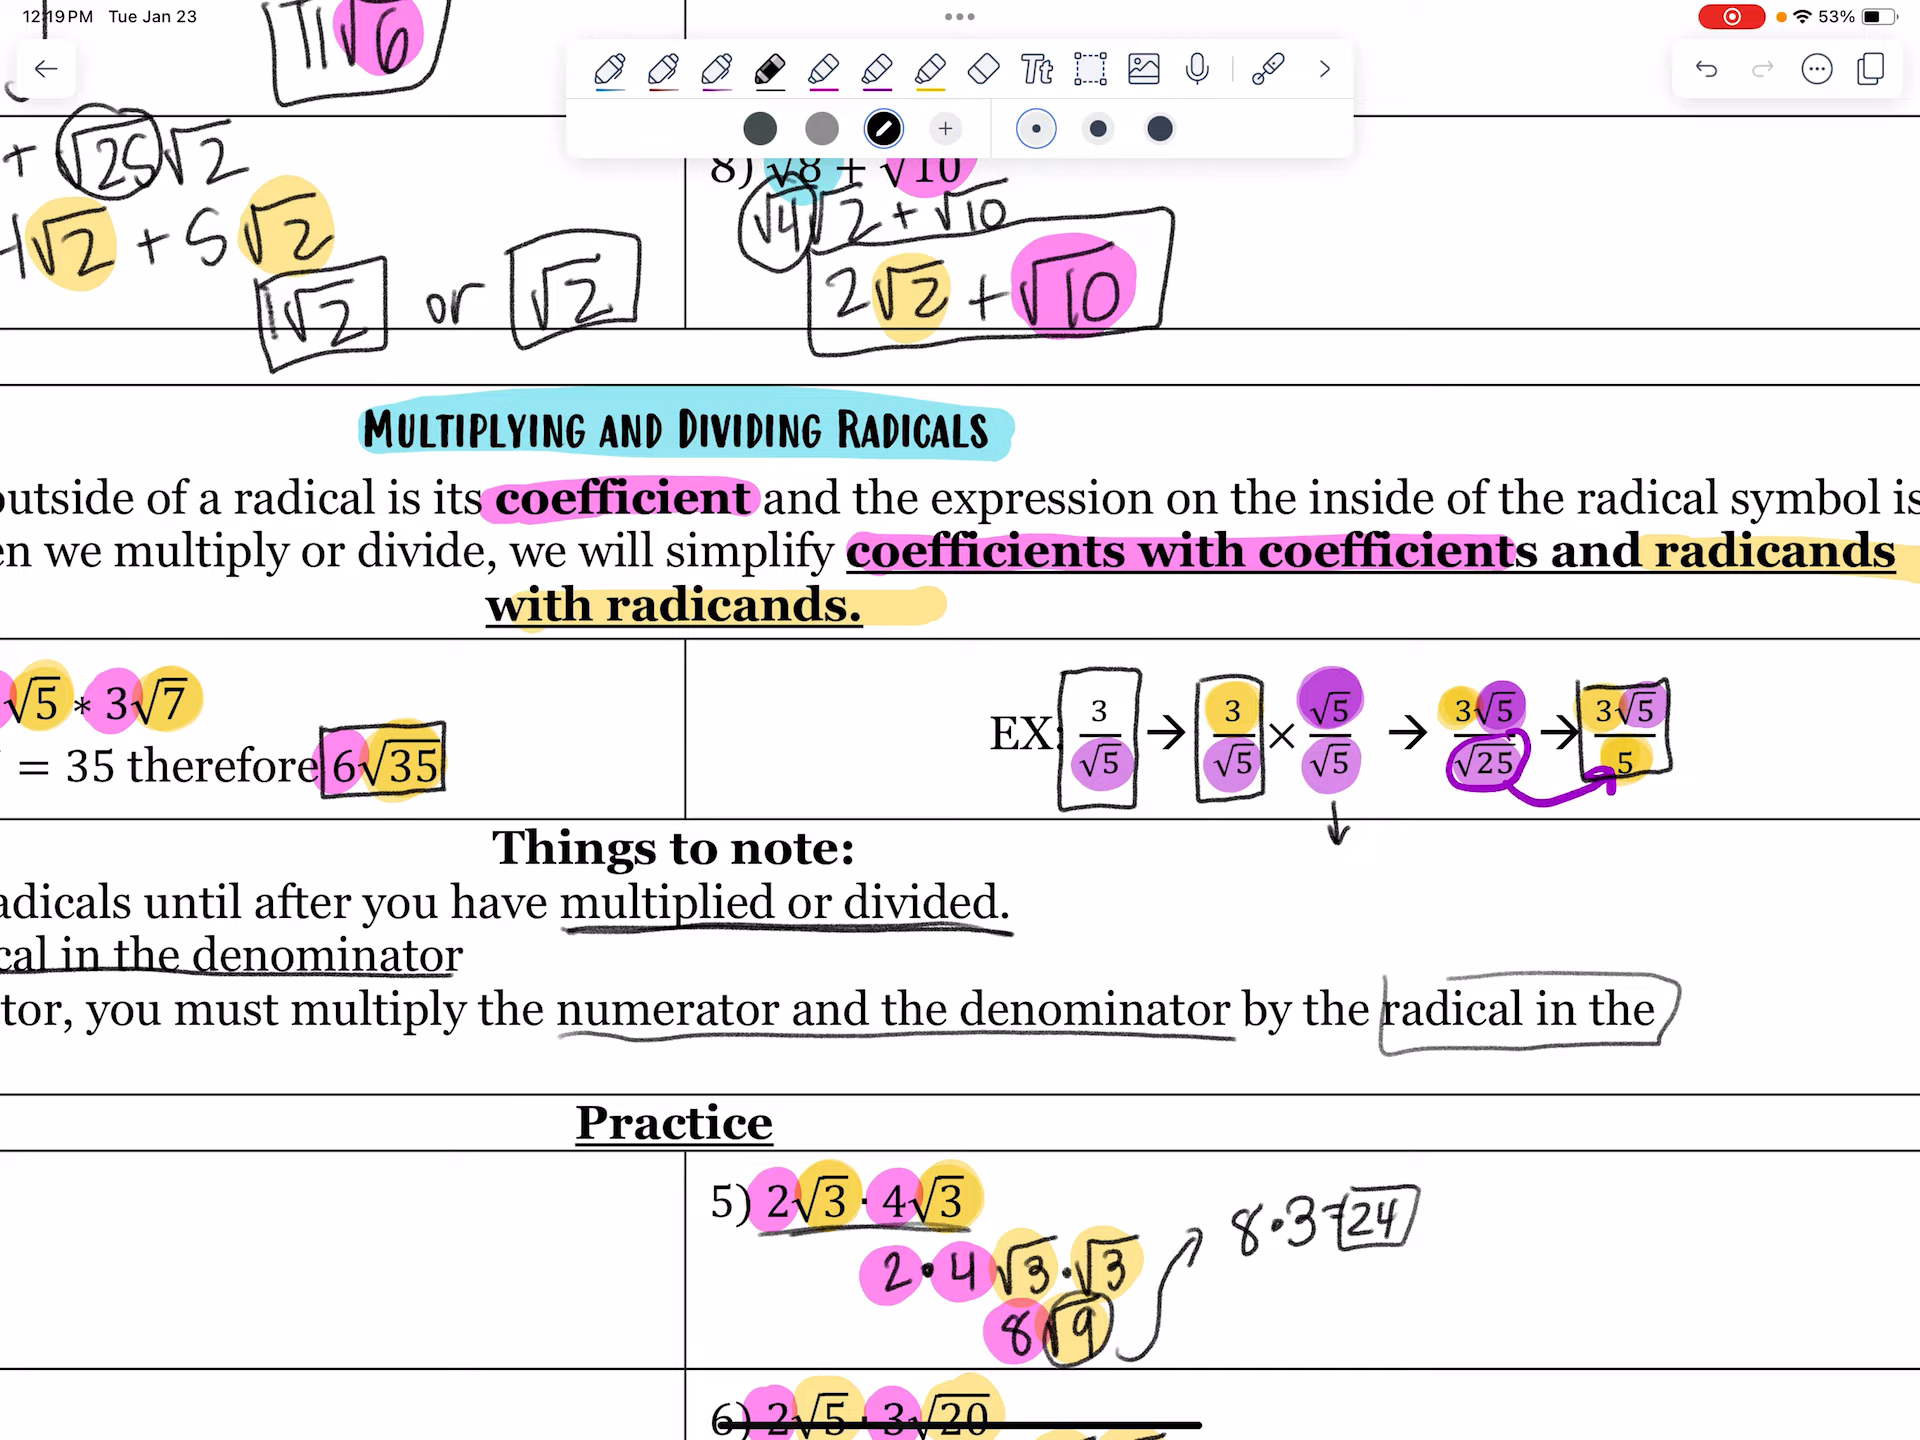 12:19 PM Tue Jan 23
53%
11√6
Tt
+ √25 √2
√2 + 5√2
1√2 or √2
8) √8 + √10
√4 √2 + √10
2√2 + √10
MULTIPLYING AND DIVIDING RADICALS
outside of a radical is its coefficient and the expression on the inside of the radical symbol is
en we multiply or divide, we will simplify coefficients with coefficients and radicands
with radicands.
√5 * 3√7
= 35 therefore 6√35
EX: 3/√5 → 3/√5 × √5/√5 → 3√5/√25 → 3√5/5
Things to note:
adicals until after you have multiplied or divided.
cal in the denominator
tor, you must multiply the numerator and the denominator by the radical in the
Practice
5) 2√3 · 4√3
2 · 4 √3 · √3
8√9
8 · 3 = 24
6) 2√5 · 3√20